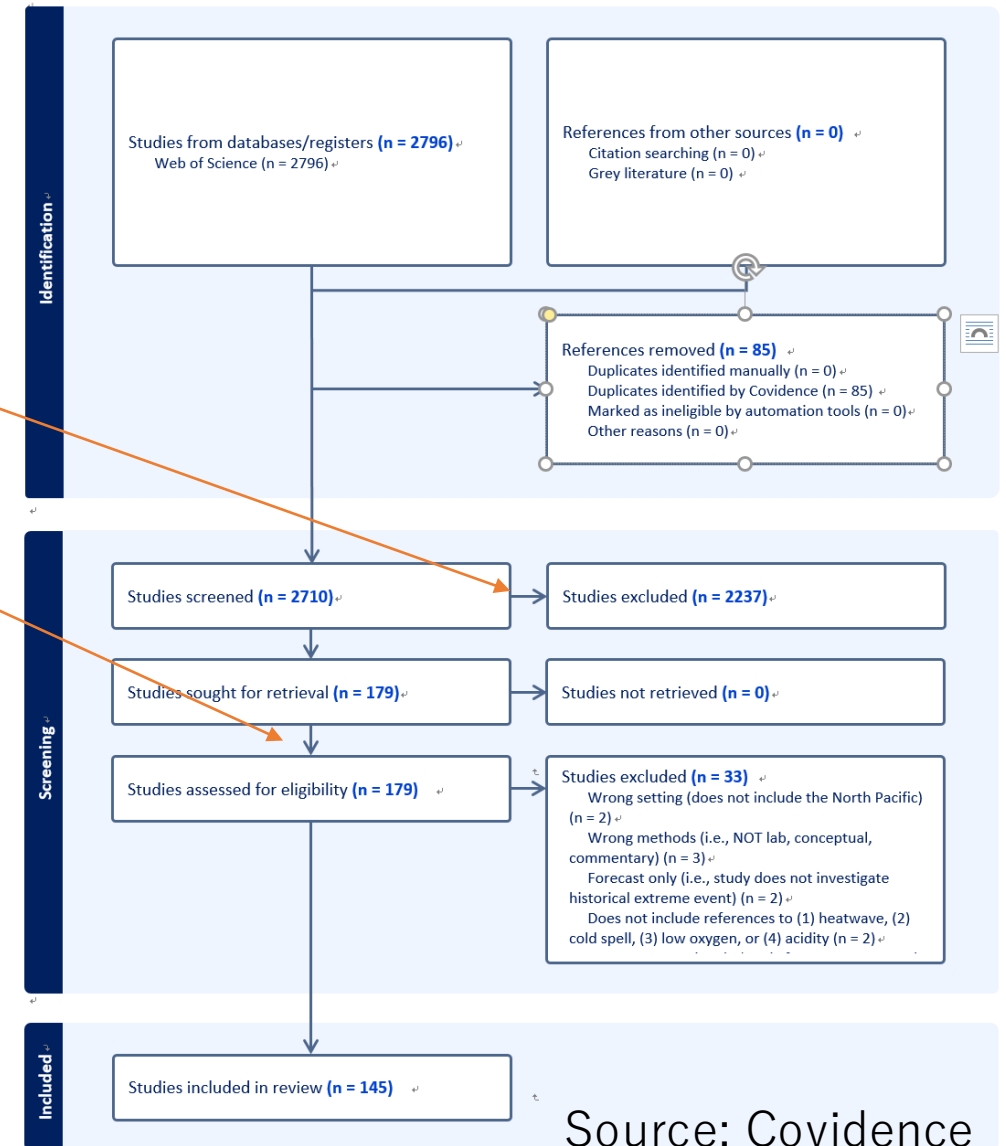 Identification
Studies from databases/registers (n = 2796)
Web of Science (n = 2796)
References from other sources (n = 0)
Citation searching (n = 0)
Grey literature (n = 0)
References removed (n = 85)
Duplicates identified manually (n = 0)
Duplicates identified by Covidence (n = 85)
Marked as ineligible by automation tools (n = 0)
Other reasons (n = 0)
Screening
Studies screened (n = 2710)
Studies excluded (n = 2237)
Studies sought for retrieval (n = 179)
Studies not retrieved (n = 0)
Studies assessed for eligibility (n = 179)
Studies excluded (n = 33)
Wrong setting (does not include the North Pacific)
(n = 2)
Wrong methods (i.e., NOT lab, conceptual,
commentary) (n = 3)
Forecast only (i.e., study does not investigate
historical extreme event) (n = 2)
Does not include references to (1) heatwave, (2)
cold spell, (3) low oxygen, or (4) acidity (n = 2)
Included
Studies included in review (n = 145)
Source: Covidence